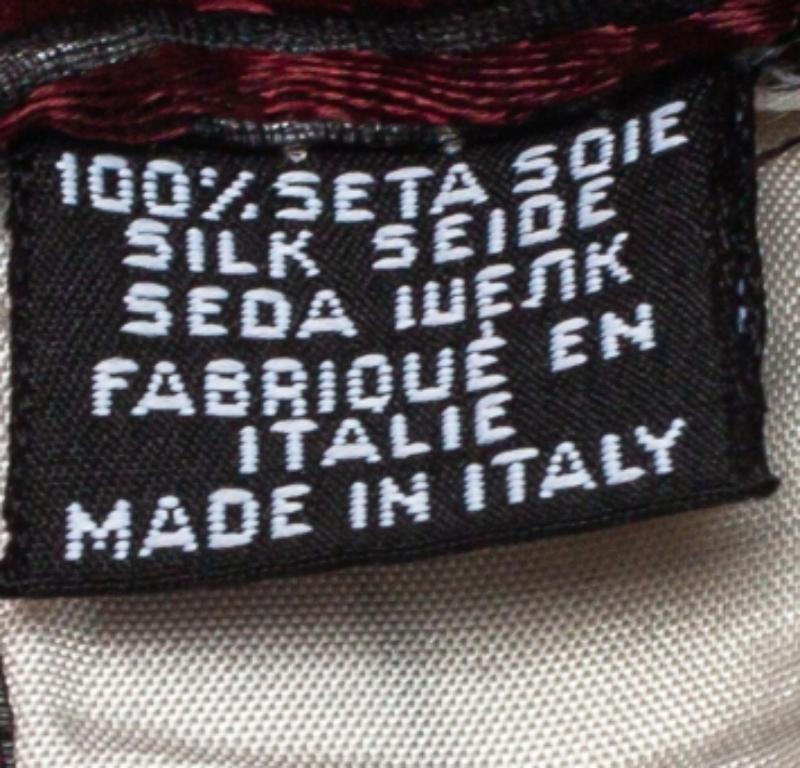 100% SETA SOIE
SILK SEIDE
SEDA ШЕЛК
FABRIQUÉ EN
ITALIE
MADE IN ITALY